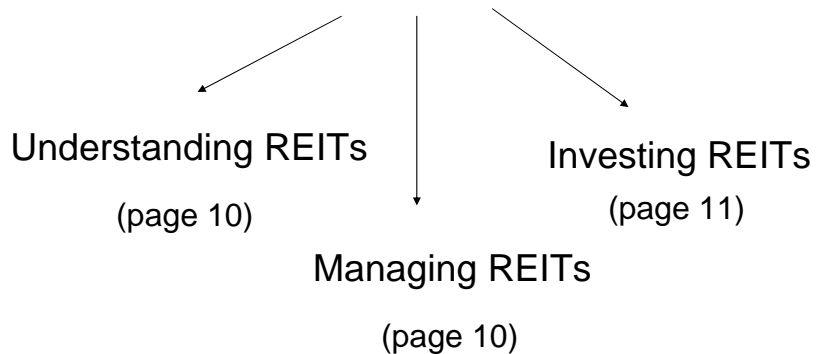 Understanding REITs
(page 10)
Managing REITs
(page 10)
Investing REITs
(page 11)